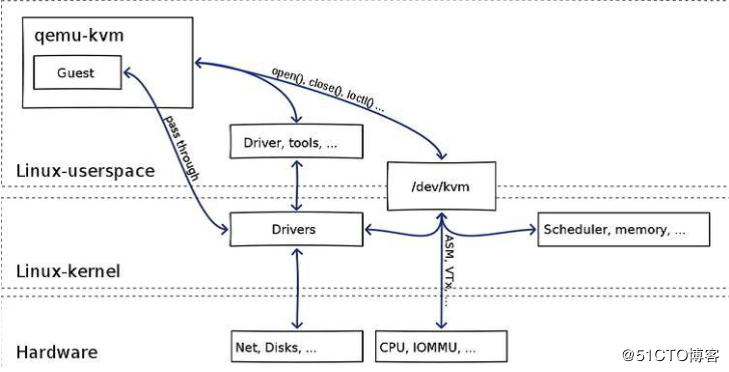 qemu-kvm
Guest
open(), close(), ioctl() ...
pass through
Driver, tools, ...
Linux-userspace
/dev/kvm
Drivers
Scheduler, memory, ...
ASM, VTx, ...
Linux-kernel
Net, Disks, ...
CPU, IOMMU, ...
Hardware
@51CTO博客